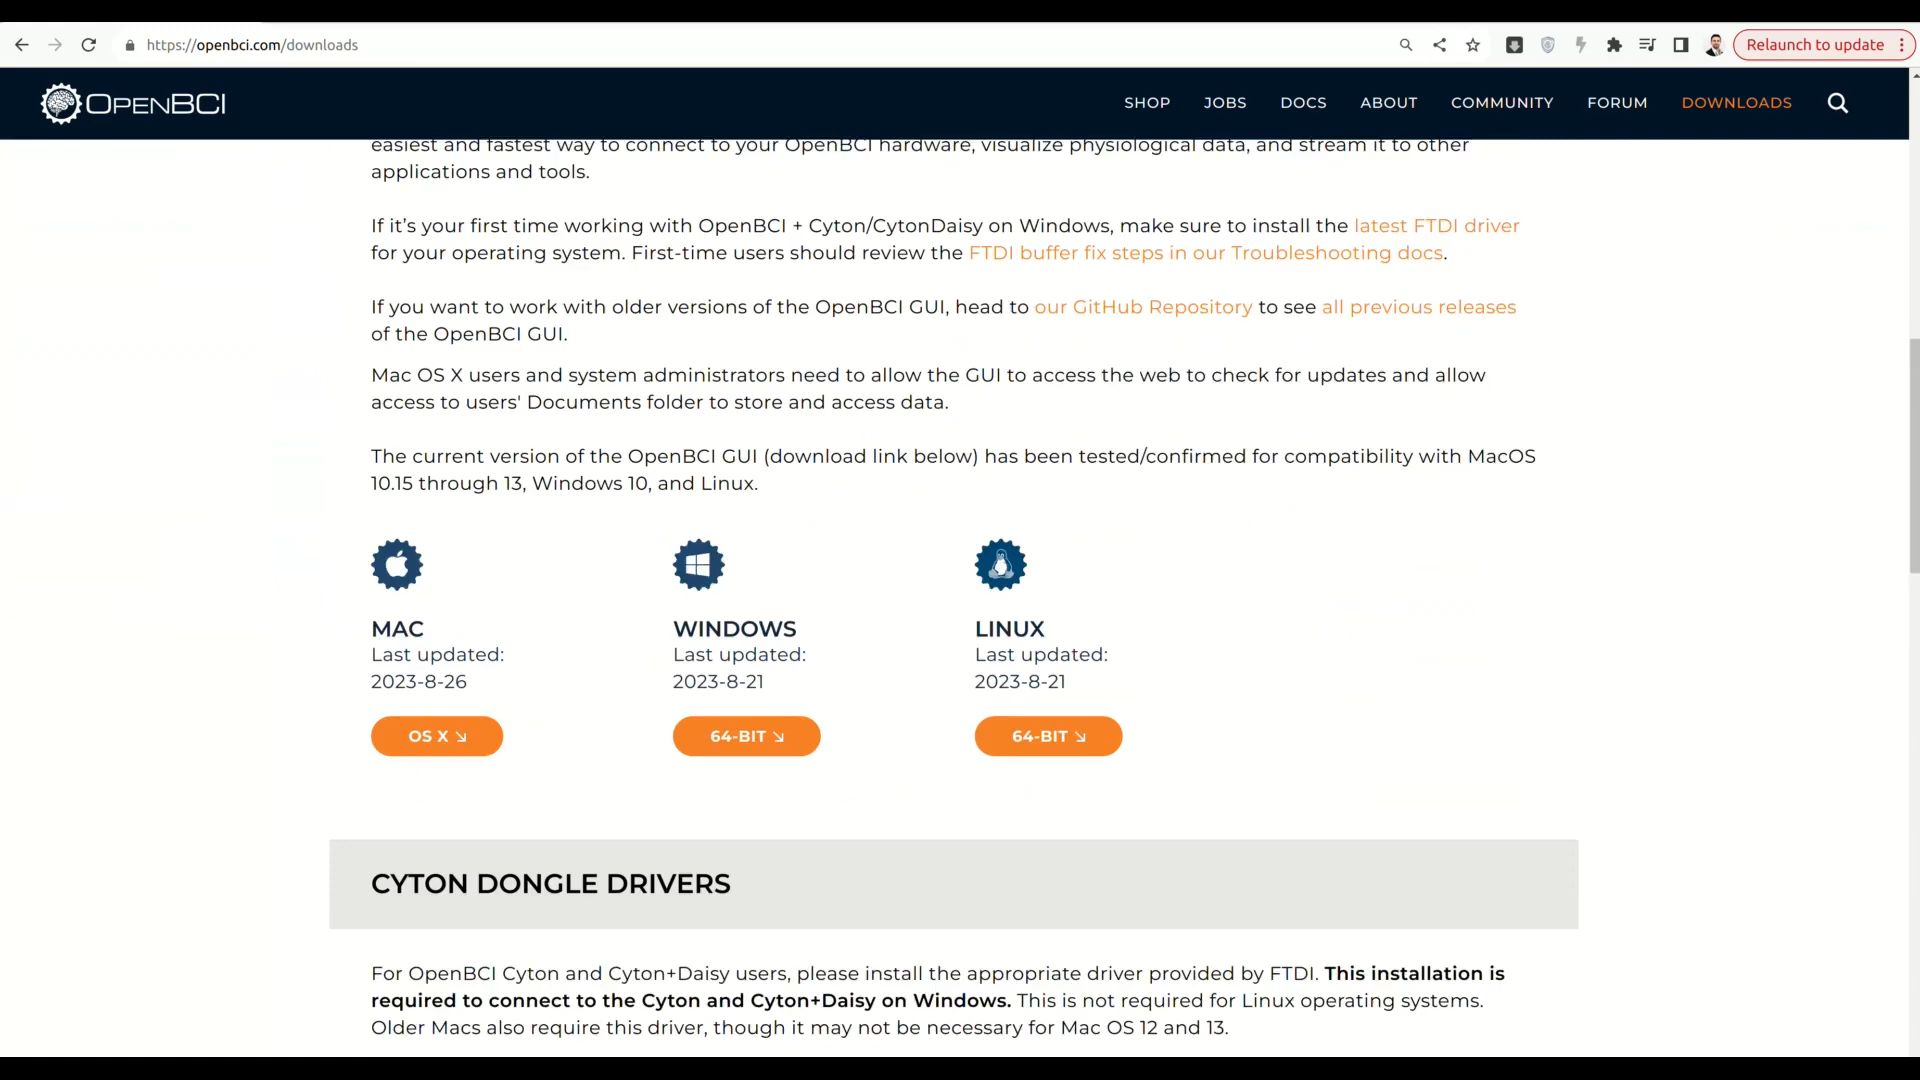 https://openbci.com/downloads
Relaunch to update
OPENBCI
SHOP JOBS DOCS ABOUT COMMUNITY FORUM DOWNLOADS
easiest and fastest way to connect to your OpenBCI hardware, visualize physiological data, and stream it to other
applications and tools.
If it’s your first time working with OpenBCI + Cyton/CytonDaisy on Windows, make sure to install the latest FTDI driver
for your operating system. First-time users should review the FTDI buffer fix steps in our Troubleshooting docs.
If you want to work with older versions of the OpenBCI GUI, head to our GitHub Repository to see all previous releases
of the OpenBCI GUI.
Mac OS X users and system administrators need to allow the GUI to access the web to check for updates and allow
access to users' Documents folder to store and access data.
The current version of the OpenBCI GUI (download link below) has been tested/confirmed for compatibility with MacOS
10.15 through 13, Windows 10, and Linux.
MAC
Last updated:
2023-8-26
OS X
WINDOWS
Last updated:
2023-8-21
64-BIT
LINUX
Last updated:
2023-8-21
64-BIT
CYTON DONGLE DRIVERS
For OpenBCI Cyton and Cyton+Daisy users, please install the appropriate driver provided by FTDI. This installation is
required to connect to the Cyton and Cyton+Daisy on Windows. This is not required for Linux operating systems.
Older Macs also require this driver, though it may not be necessary for Mac OS 12 and 13.